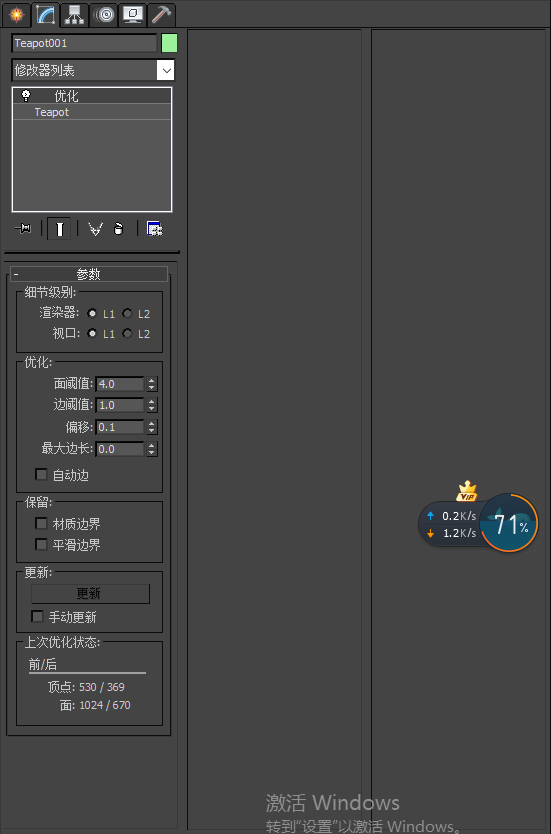 Teapot001
修改器列表
优化
Teapot
- 参数
细节级别:
渲染器: L1 L2
视口: L1 L2
优化:
面阈值: 4.0
边阈值: 1.0
偏移: 0.1
最大边长: 0.0
自动边
保留:
材质边界
平滑边界
更新:
更新
手动更新
上次优化状态:
前/后
顶点: 530 / 369
面: 1024 / 670
VIP
0.2K/s
1.2K/s
71%
激活 Windows
转到"设置"以激活 Windows。